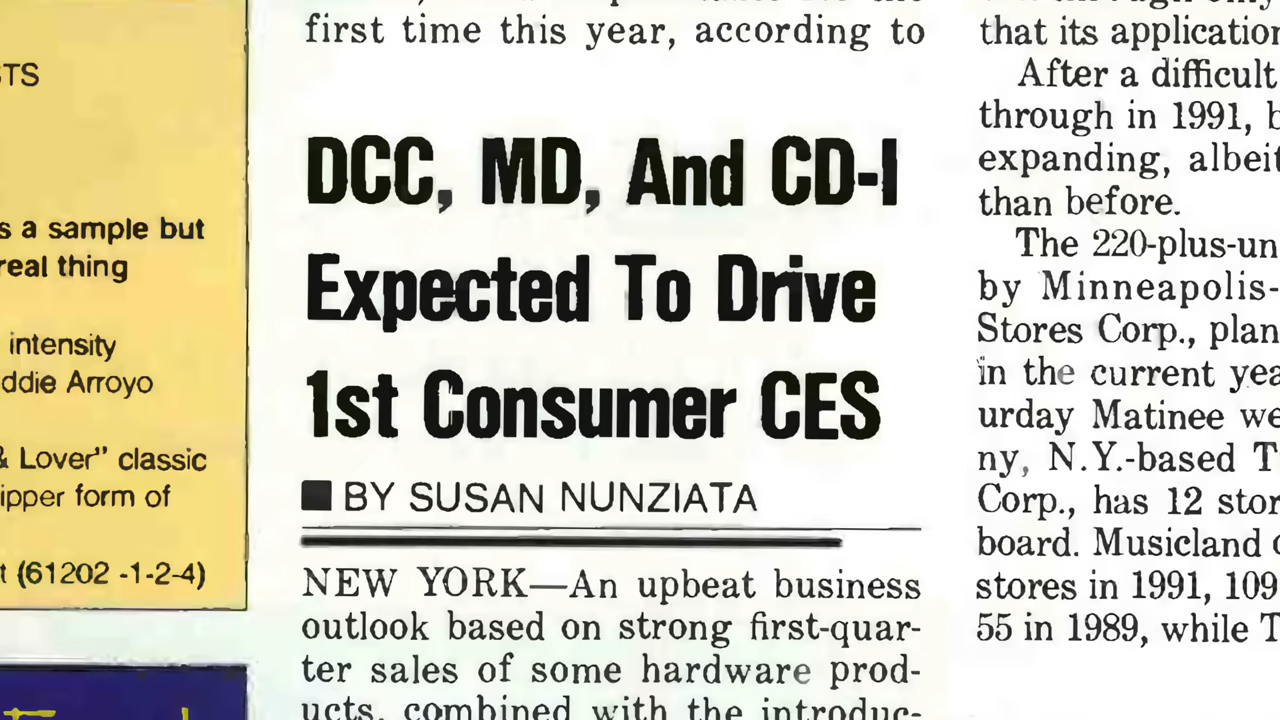 CTS
s a sample but
real thing
intensity
ddie Arroyo
& Lover" classic
ipper form of
t (61202 -1-2-4)
first time this year, according to
DCC, MD, And CD-I
Expected To Drive
1st Consumer CES
■ BY SUSAN NUNZIATA
NEW YORK—An upbeat business
outlook based on strong first-quar-
ter sales of some hardware prod-
ucts, combined with the introduc-
that its application
After a difficult
through in 1991, b
expanding, albeit
than before.
The 220-plus-un
by Minneapolis-
Stores Corp., plan
in the current yea
urday Matinee we
ny, N.Y.-based T
Corp., has 12 stor
board. Musicland
stores in 1991, 109
55 in 1989, while T